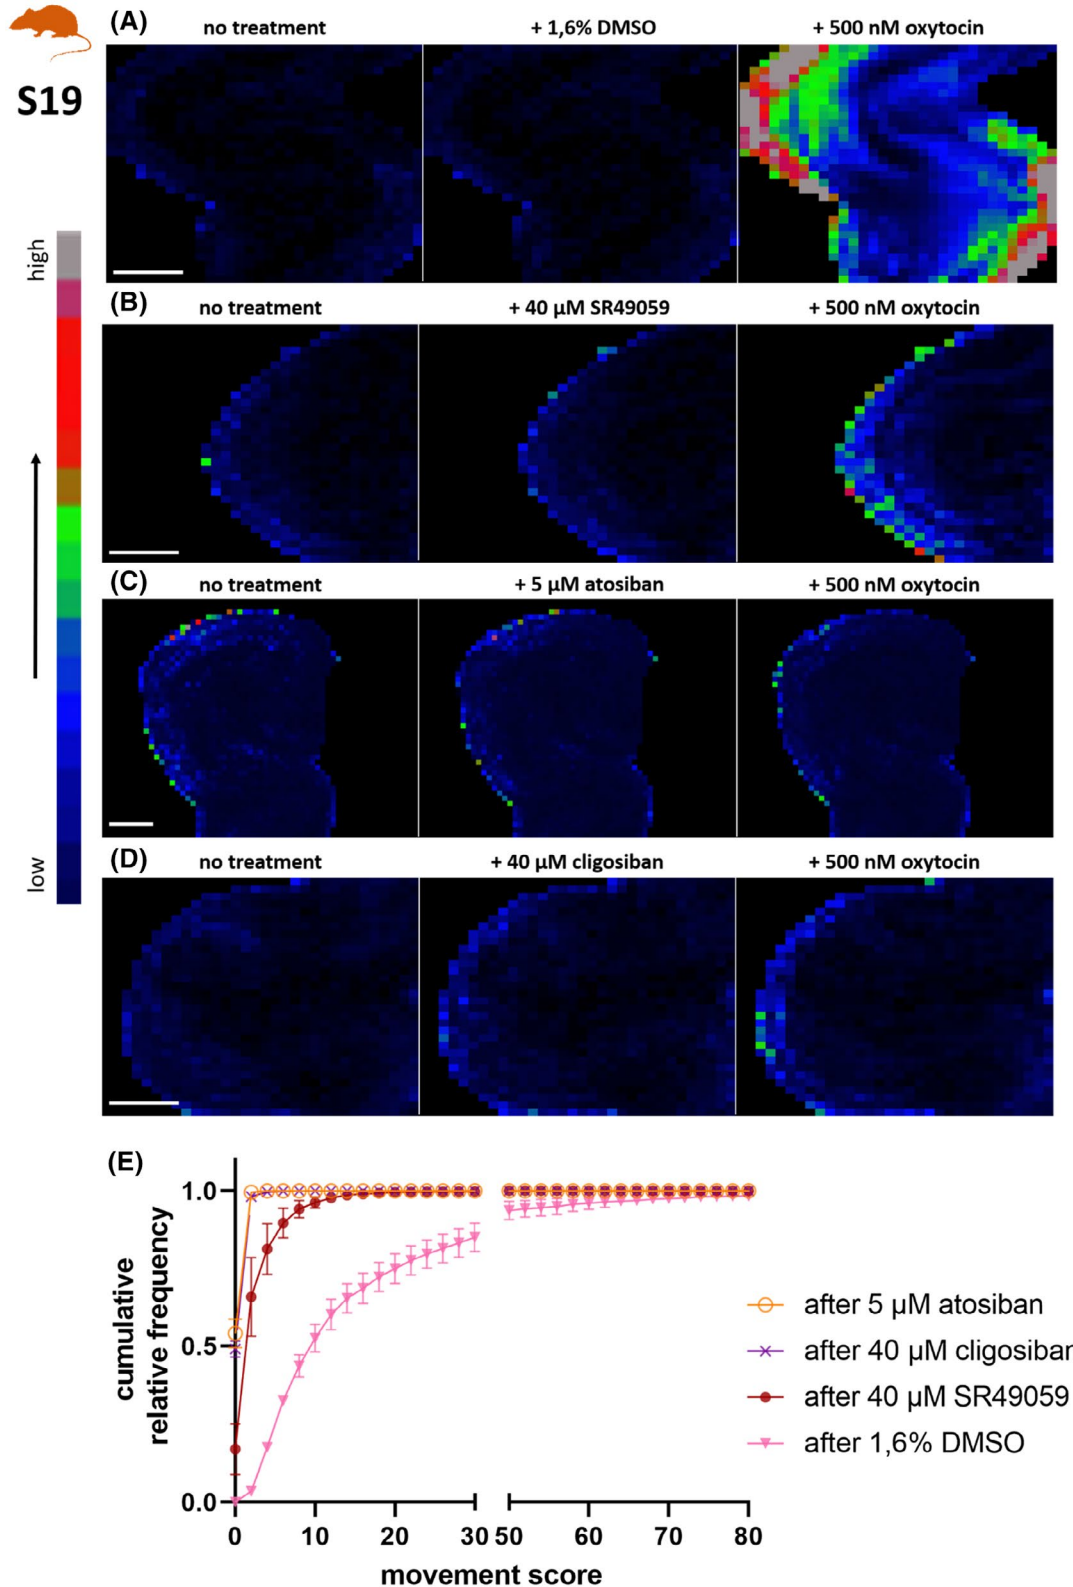 (A)
no treatment
+ 1,6% DMSO
+ 500 nM oxytocin
S19
high
low
(B)
no treatment
+ 40 µM SR49059
+ 500 nM oxytocin
(C)
no treatment
+ 5 µM atosiban
+ 500 nM oxytocin
(D)
no treatment
+ 40 µM cligosiban
+ 500 nM oxytocin
(E)
cumulative
relative frequency
1.0
0.5
0.0
0 10 20 30 50 60 70 80
movement score
after 5 µM atosiban
after 40 µM cligosiban
after 40 µM SR49059
after 1,6% DMSO